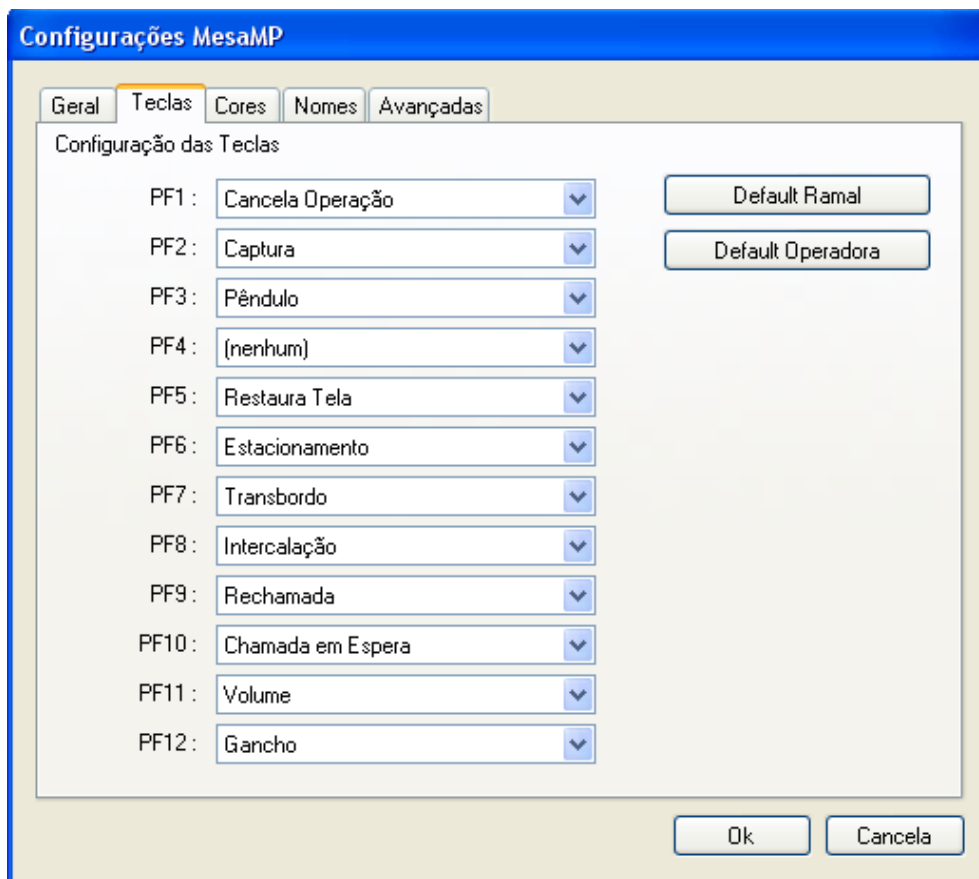 Configurações MesaMP
Geral Teclas Cores Nomes Avançadas
Configuração das Teclas
PF1 : Cancela Operação Default Ramal
PF2 : Captura Default Operadora
PF3 : Pêndulo
PF4 : (nenhum)
PF5 : Restaura Tela
PF6 : Estacionamento
PF7 : Transbordo
PF8 : Intercalação
PF9 : Rechamada
PF10 : Chamada em Espera
PF11 : Volume
PF12 : Gancho
Ok Cancela